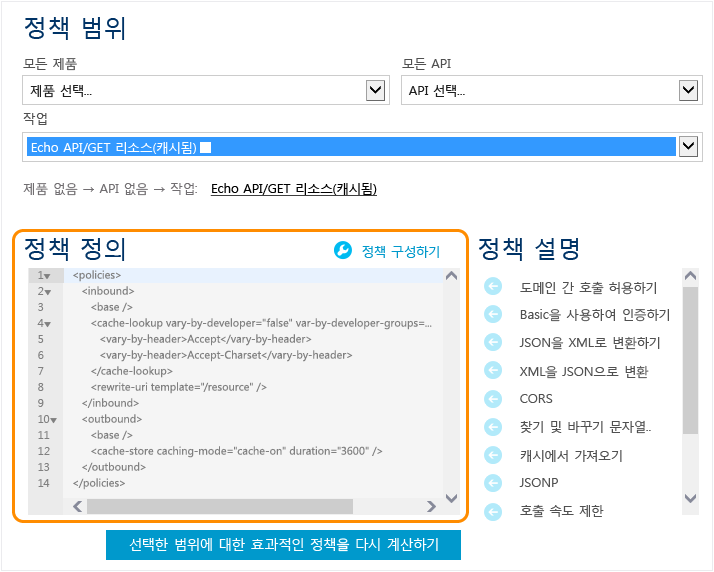 정책 범위
모든 제품 모든 API
제품 선택... API 선택...
작업
Echo API/GET 리소스(캐시됨)
제품 없음 → API 없음 → 작업: Echo API/GET 리소스(캐시됨)
정책 정의 정책 구성하기
1 <policies>
2 <inbound>
3 <base />
4 <cache-lookup vary-by-developer="false" var-by-developer-groups=...
5 <vary-by-header>Accept</vary-by-header>
6 <vary-by-header>Accept-Charset</vary-by-header>
7 </cache-lookup>
8 <rewrite-uri template="/resource" />
9 </inbound>
10 <outbound>
11 <base />
12 <cache-store caching-mode="cache-on" duration="3600" />
13 </outbound>
14 </policies>
정책 설명
도메인 간 호출 허용하기
Basic을 사용하여 인증하기
JSON을 XML로 변환하기
XML을 JSON으로 변환
CORS
찾기 및 바꾸기 문자열..
캐시에서 가져오기
JSONP
호출 속도 제한
선택한 범위에 대한 효과적인 정책을 다시 계산하기